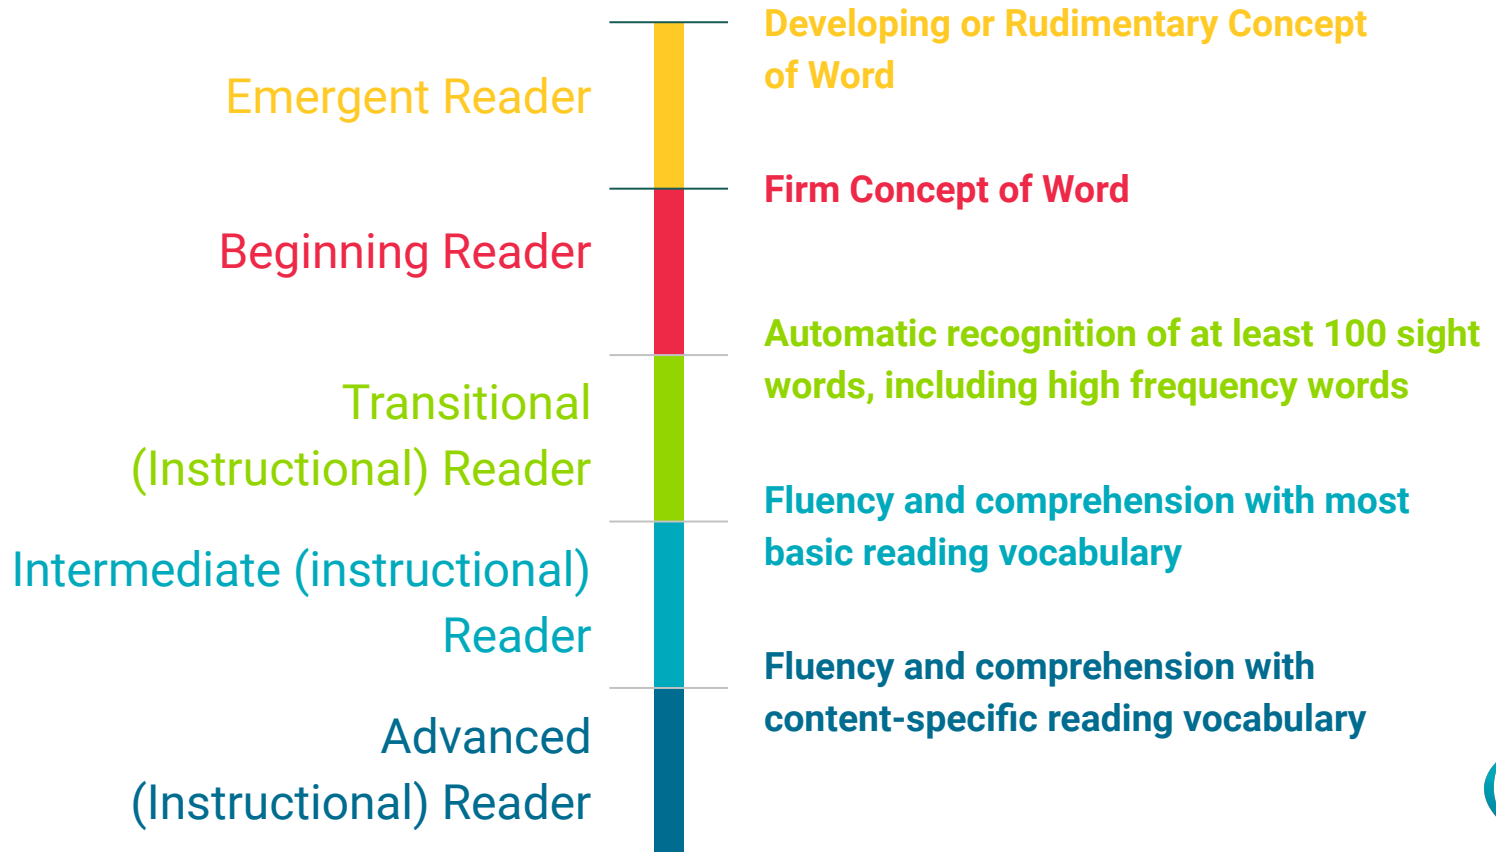 Developing or Rudimentary Concept
of Word
Emergent Reader
Firm Concept of Word
Beginning Reader
Automatic recognition of at least 100 sight
words, including high frequency words
Transitional
(Instructional) Reader
Fluency and comprehension with most
basic reading vocabulary
Intermediate (instructional)
Reader
Fluency and comprehension with
content-specific reading vocabulary
Advanced
(Instructional) Reader